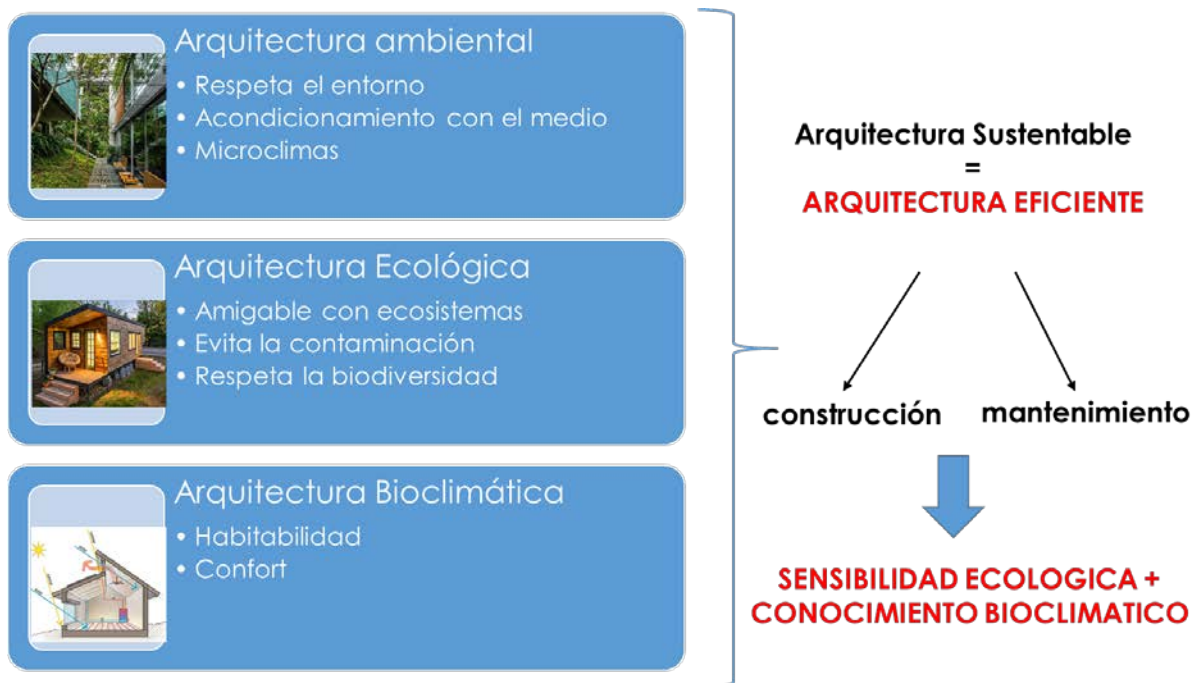 Arquitectura ambiental
• Respeta el entorno
• Acondicionamiento con el medio
• Microclimas
Arquitectura Ecológica
• Amigable con ecosistemas
• Evita la contaminación
• Respeta la biodiversidad
Arquitectura Bioclimática
• Habitabilidad
• Confort
Arquitectura Sustentable
=
ARQUITECTURA EFICIENTE
construcción
mantenimiento
SENSIBILIDAD ECOLOGICA +
CONOCIMIENTO BIOCLIMATICO